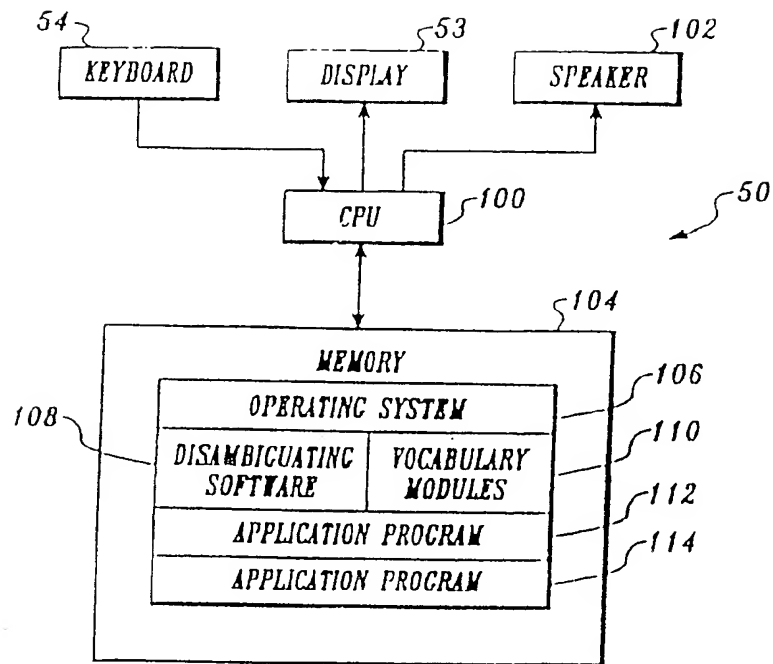 54 53 102
KEYBOARD DISPLAY SPEAKER
CPU 100 50
104
MEMORY
OPERATING SYSTEM 106
108 DISAMBIGUATING VOCABULARY 110
SOFTWARE MODULES
APPLICATION PROGRAM 112
APPLICATION PROGRAM 114